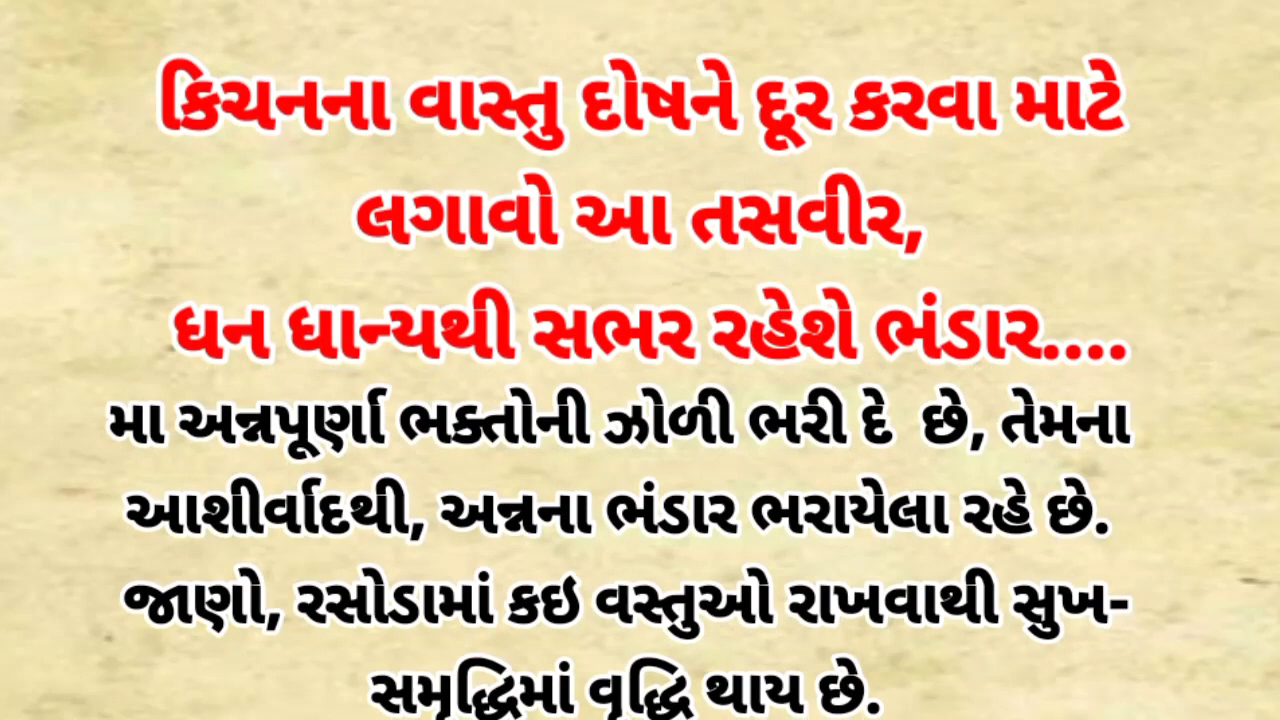 કિચનના વાસ્તુ દોષને દૂર કરવા માટે
લગાવો આ તસવીર,
ધન ધાન્યથી સભર રહેશે ભંડાર....
મા અન્નપૂર્ણા ભક્તોની ઝોળી ભરી દે  છે, તેમના
આશીર્વાદથી, અન્નના ભંડાર ભરાયેલા રહે છે.
જાણો, રસોડામાં કઇ વસ્તુઓ રાખવાથી સુખ-
સમૃદ્ધિમાં વૃદ્ધિ થાય છે.